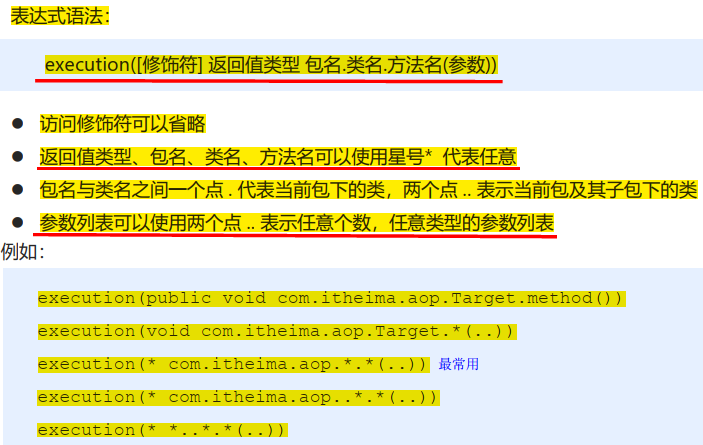 表达式语法：
execution([修饰符] 返回值类型 包名.类名.方法名(参数))
● 访问修饰符可以省略
● 返回值类型、包名、类名、方法名可以使用星号* 代表任意
● 包名与类名之间一个点 . 代表当前包下的类，两个点 .. 表示当前包及其子包下的类
● 参数列表可以使用两个点 .. 表示任意个数，任意类型的参数列表
例如：
execution(public void com.itheima.aop.Target.method())
execution(void com.itheima.aop.Target.*(..))
execution(* com.itheima.aop.*.*(..)) 最常用
execution(* com.itheima.aop..*.*(..))
execution(* *..*.*(..))